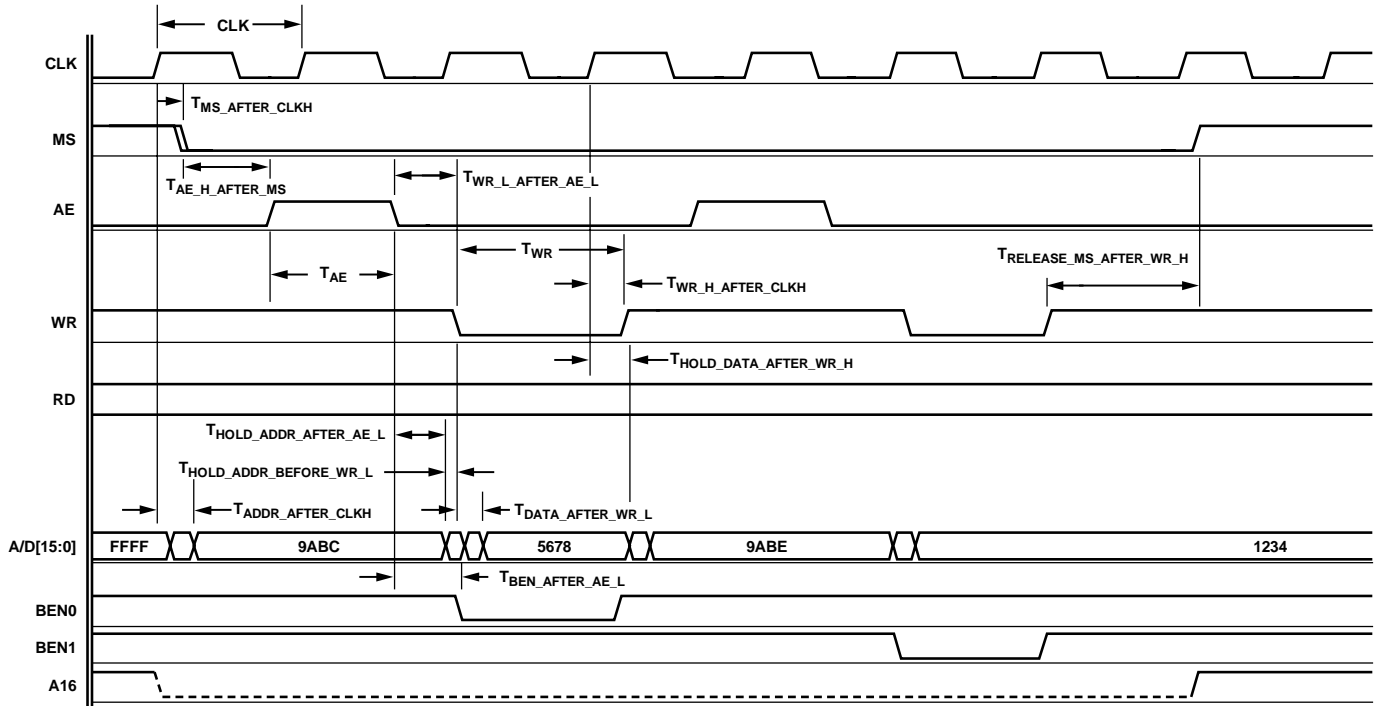 CLK
CLK
T_MS_AFTER_CLKH
MS
T_AE_H_AFTER_MS
T_WR_L_AFTER_AE_L
AE
T_WR
T_RELEASE_MS_AFTER_WR_H
T_AE
T_WR_H_AFTER_CLKH
WR
T_HOLD_DATA_AFTER_WR_H
RD
T_HOLD_ADDR_AFTER_AE_L
T_HOLD_ADDR_BEFORE_WR_L
T_ADDR_AFTER_CLKH
T_DATA_AFTER_WR_L
A/D[15:0] FFFF 9ABC 5678 9ABE 1234
T_BEN_AFTER_AE_L
BEN0
BEN1
A16